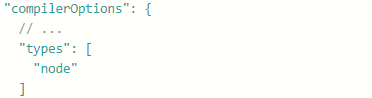 "compilerOptions": {
  // ...
  "types": [
    "node"
  ]